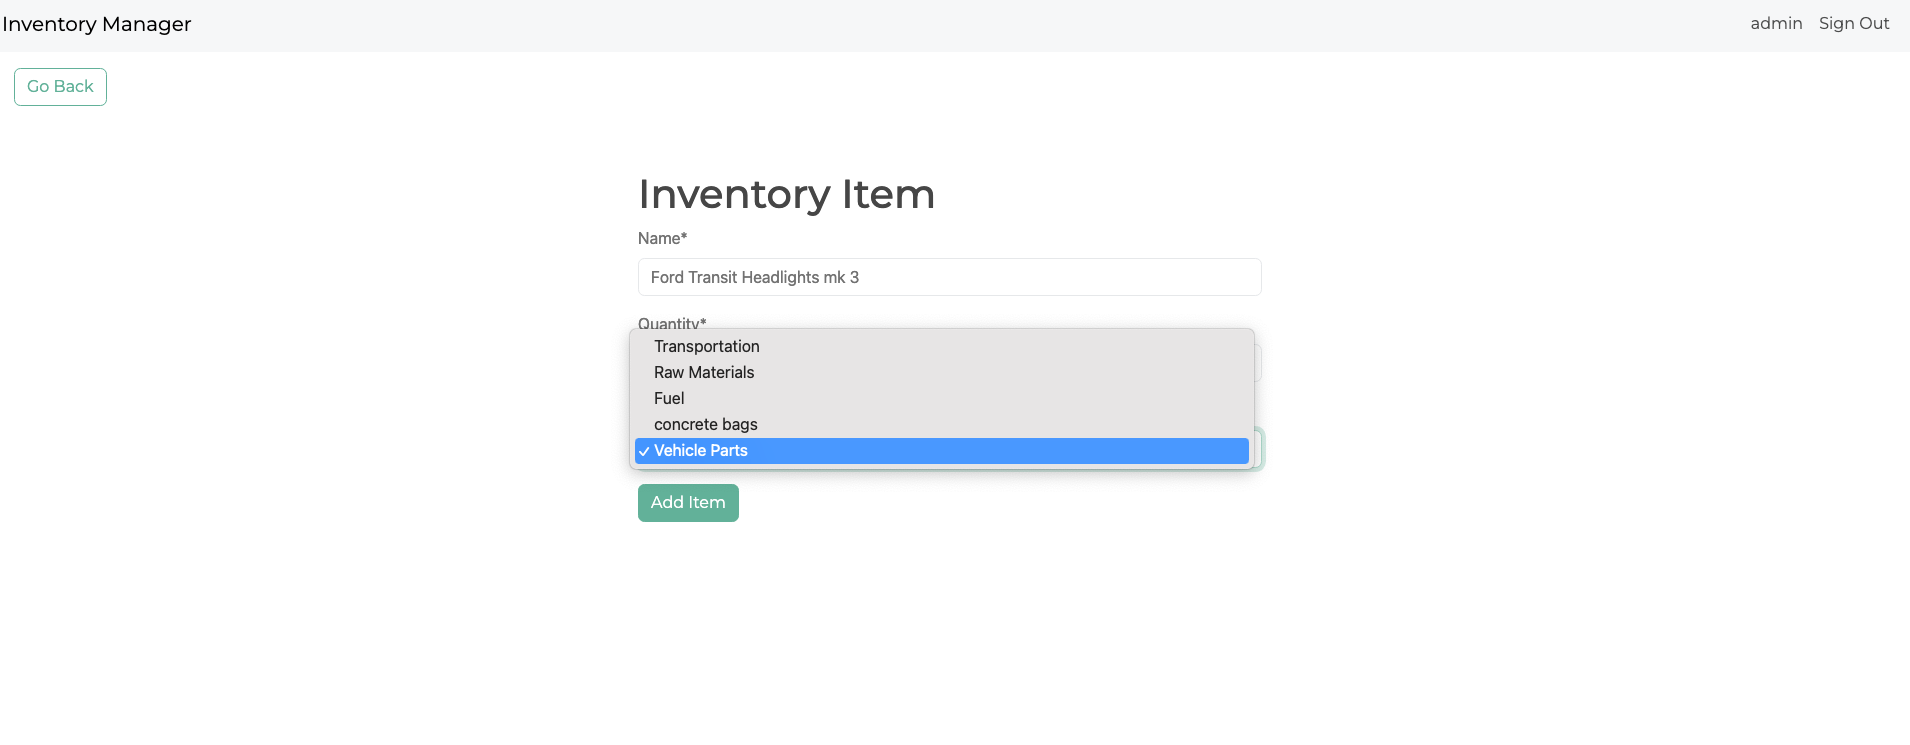 Inventory Manager
admin
Sign Out
Go Back
Inventory Item
Name*
Ford Transit Headlights mk 3
Quantity*
Transportation
Raw Materials
Fuel
concrete bags
✓ Vehicle Parts
Add Item